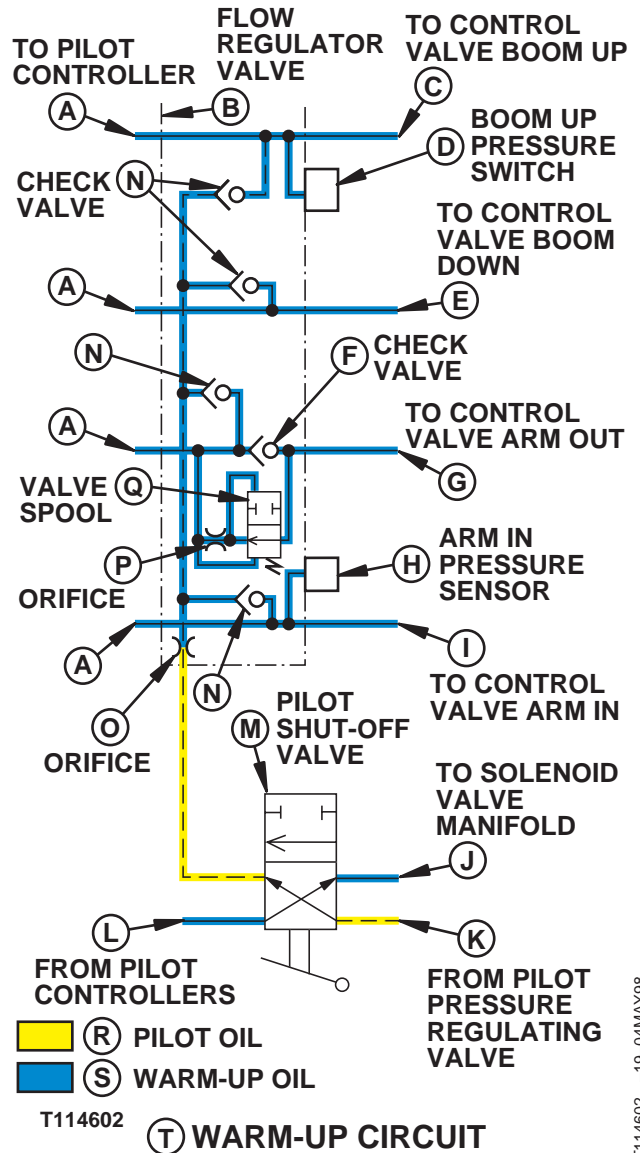 FLOW
REGULATOR
VALVE
TO CONTROL
VALVE BOOM UP
TO PILOT
CONTROLLER
A
B
C
D
BOOM UP
PRESSURE
SWITCH
CHECK
VALVE
N
TO CONTROL
VALVE BOOM
DOWN
A
E
N
F
CHECK
VALVE
A
TO CONTROL
VALVE ARM OUT
G
VALVE
SPOOL
Q
P
ORIFICE
H
ARM IN
PRESSURE
SENSOR
A
N
I
TO CONTROL
VALVE ARM IN
O
ORIFICE
M
PILOT
SHUT-OFF
VALVE
TO SOLENOID
VALVE
MANIFOLD
J
L
K
FROM PILOT
CONTROLLERS
FROM PILOT
PRESSURE
REGULATING
VALVE
R PILOT OIL
S WARM-UP OIL
T114602
T WARM-UP CIRCUIT